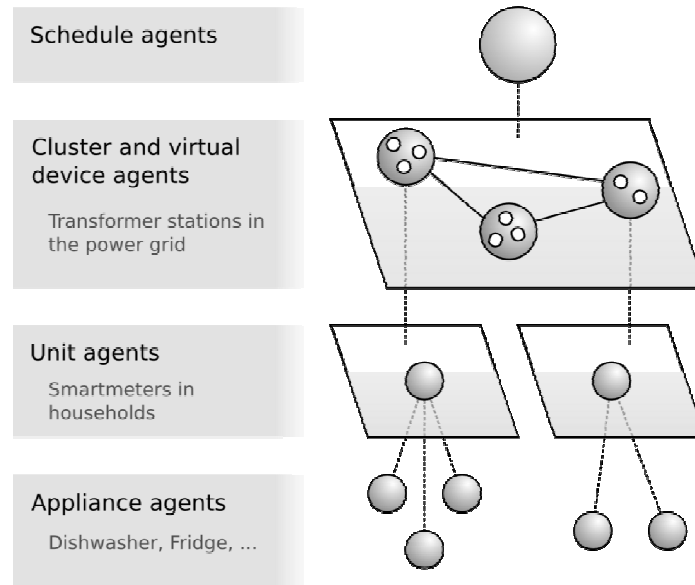 Schedule agents
Cluster and virtual
device agents
Transformer stations in
the power grid
Unit agents
Smartmeters in
households
Appliance agents
Dishwasher, Fridge, ...